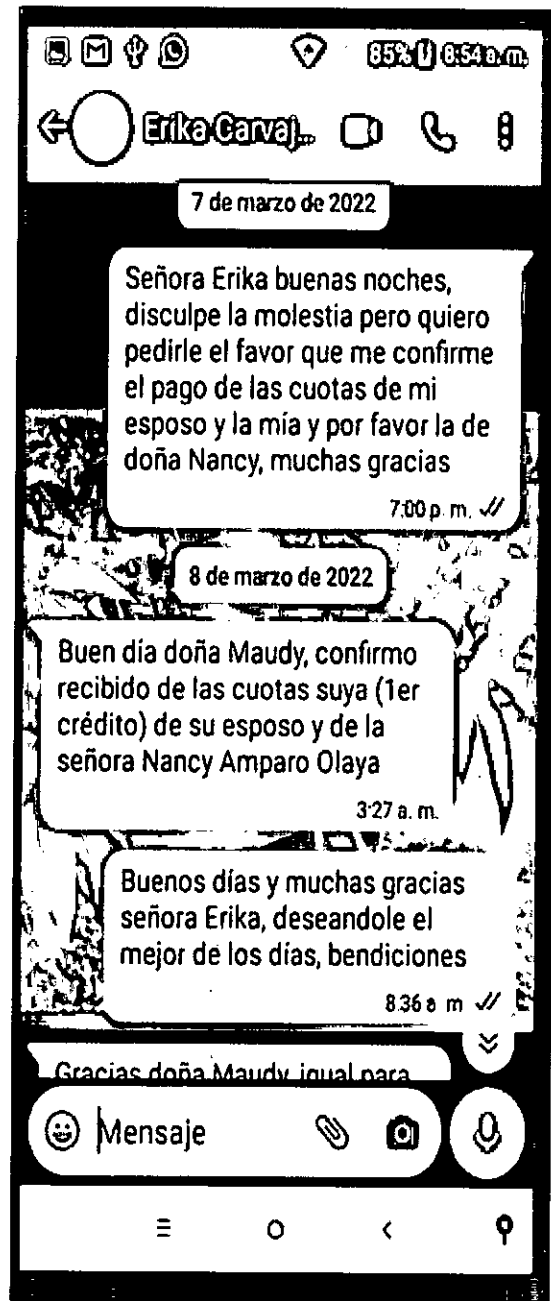 85% 8:54 a. m.
Erika Carvaj...
7 de marzo de 2022
Señora Erika buenas noches,
disculpe la molestia pero quiero
pedirle el favor que me confirme
el pago de las cuotas de mi
esposo y la mía y por favor la de
doña Nancy, muchas gracias
7:00 p. m.
8 de marzo de 2022
Buen día doña Maudy, confirmo
recibido de las cuotas suya (1er
crédito) de su esposo y de la
señora Nancy Amparo Olaya
3:27 a. m.
Buenos días y muchas gracias
señora Erika, deseandole el
mejor de los días, bendiciones
8:36 a m
Gracias doña Maudy, igual para
Mensaje